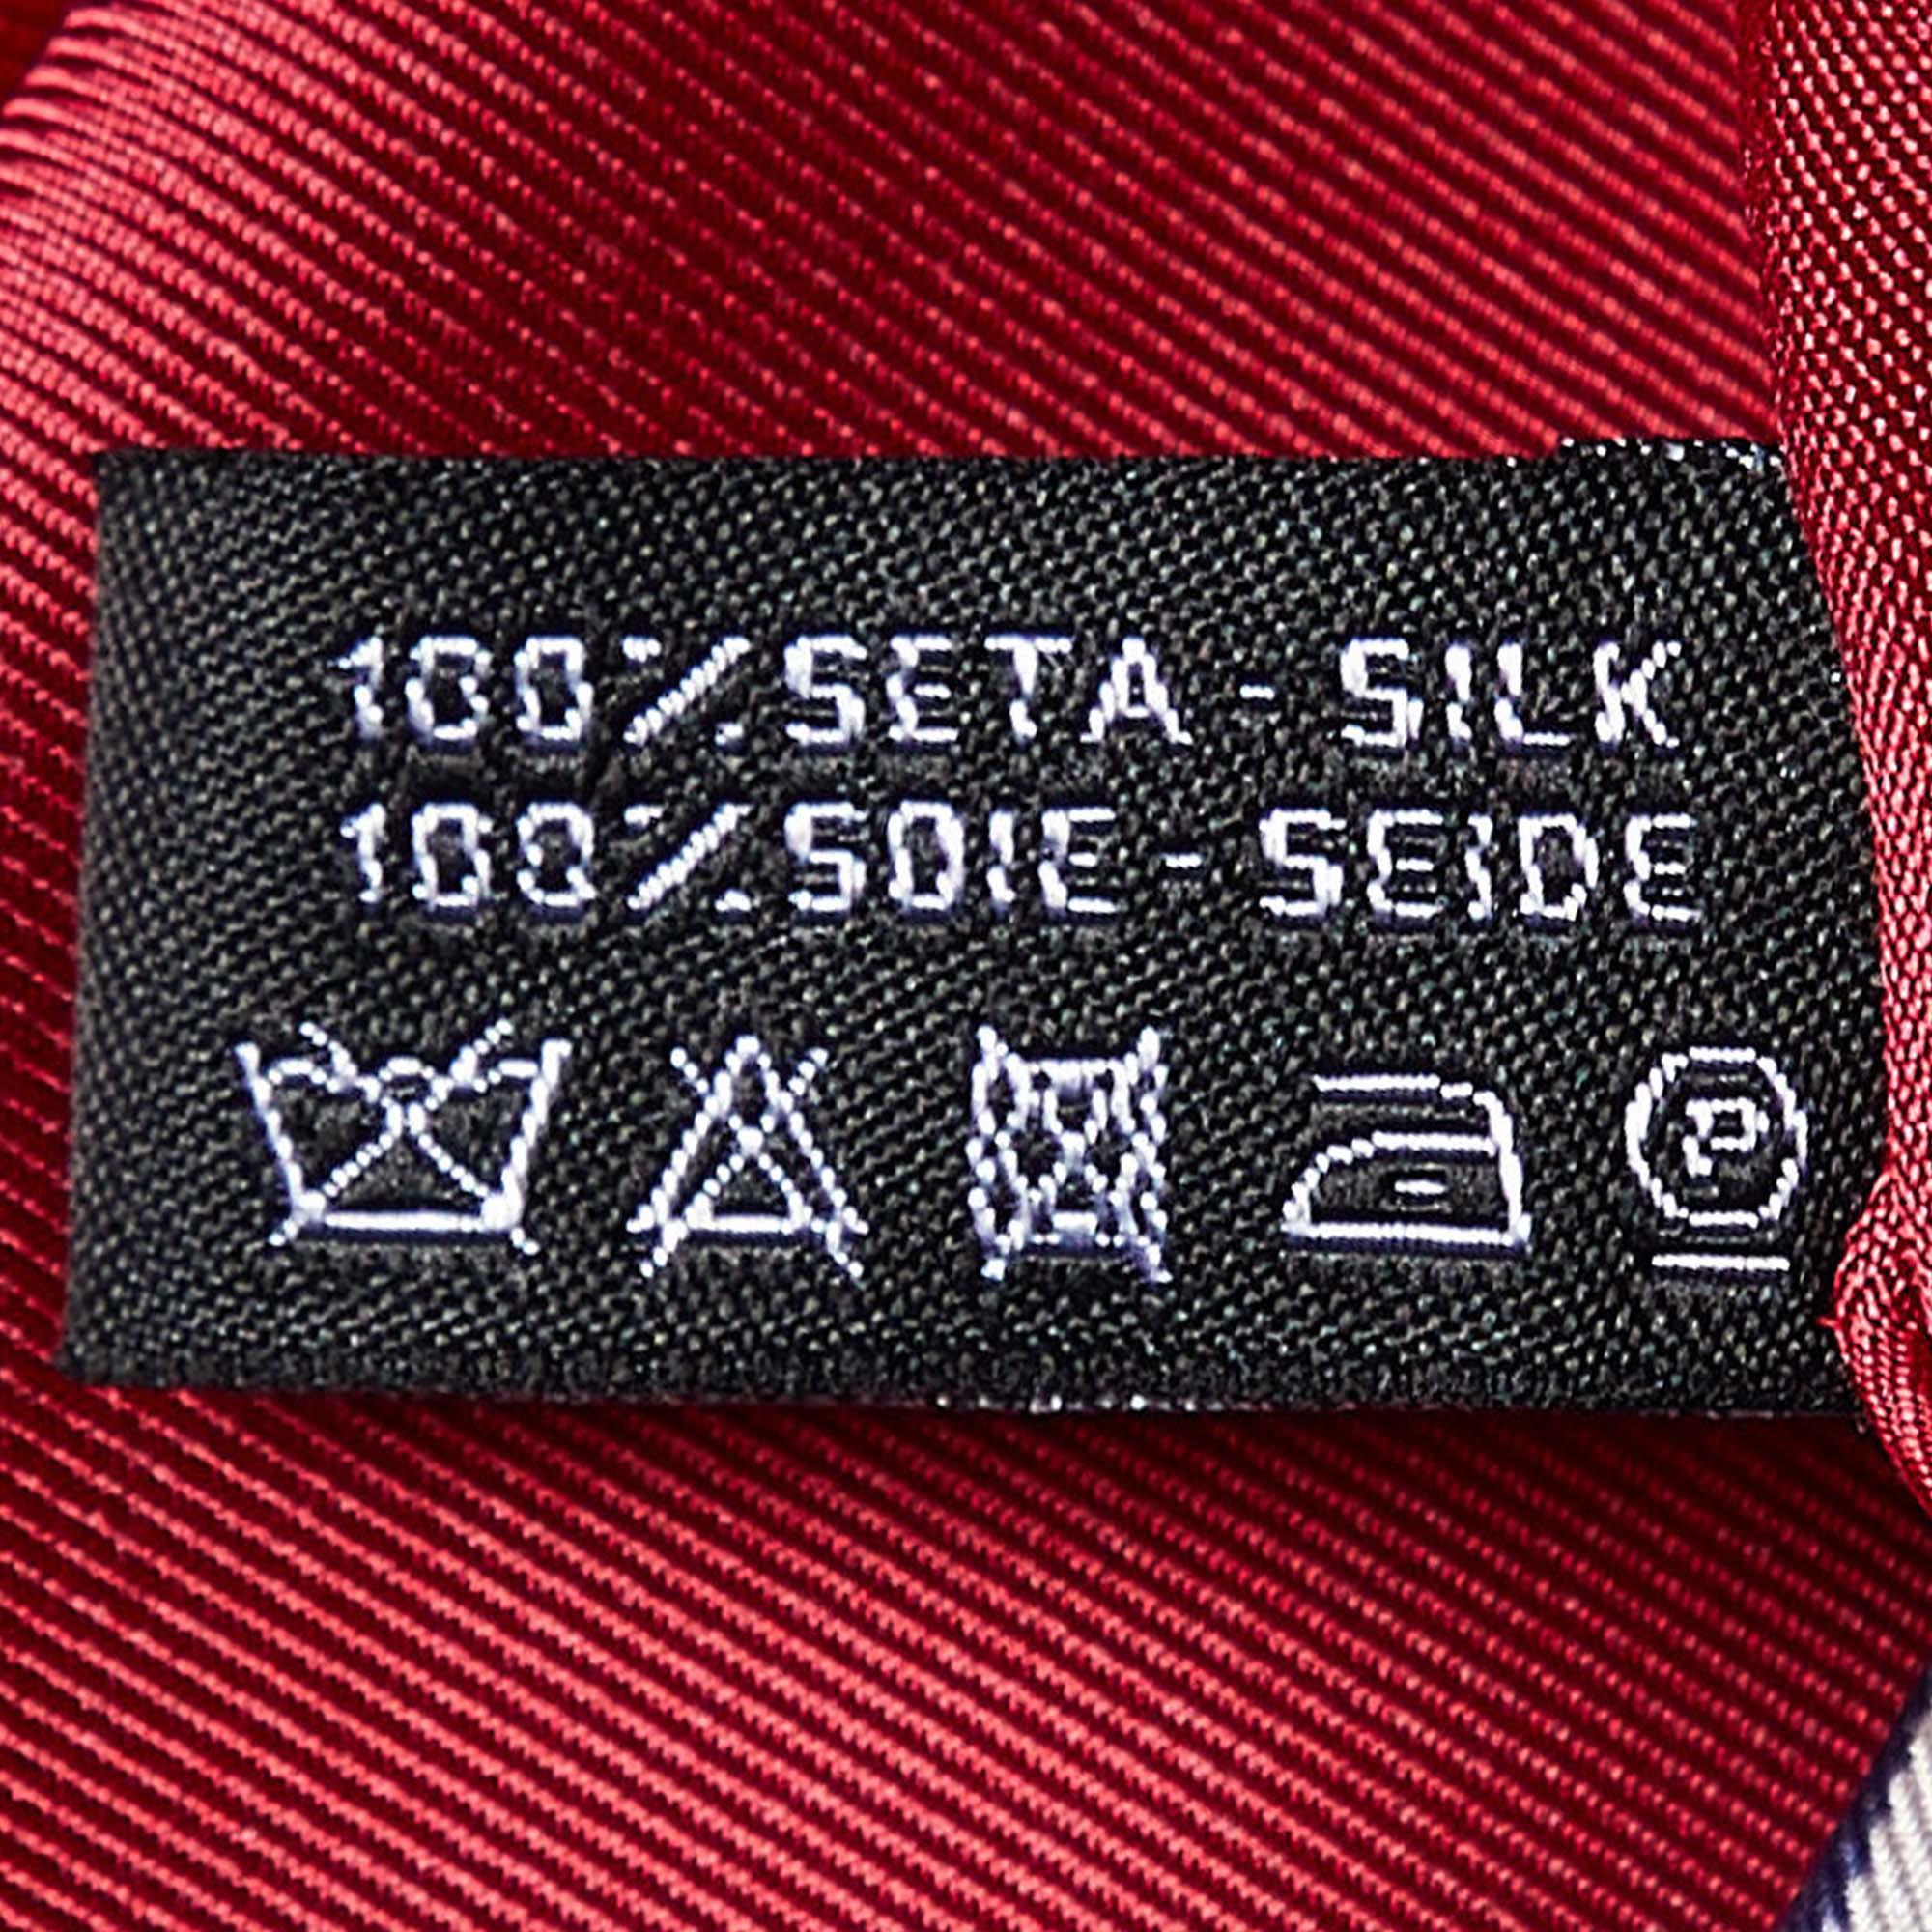 100% SETA - SILK
100% SOIE - SEIDE
P